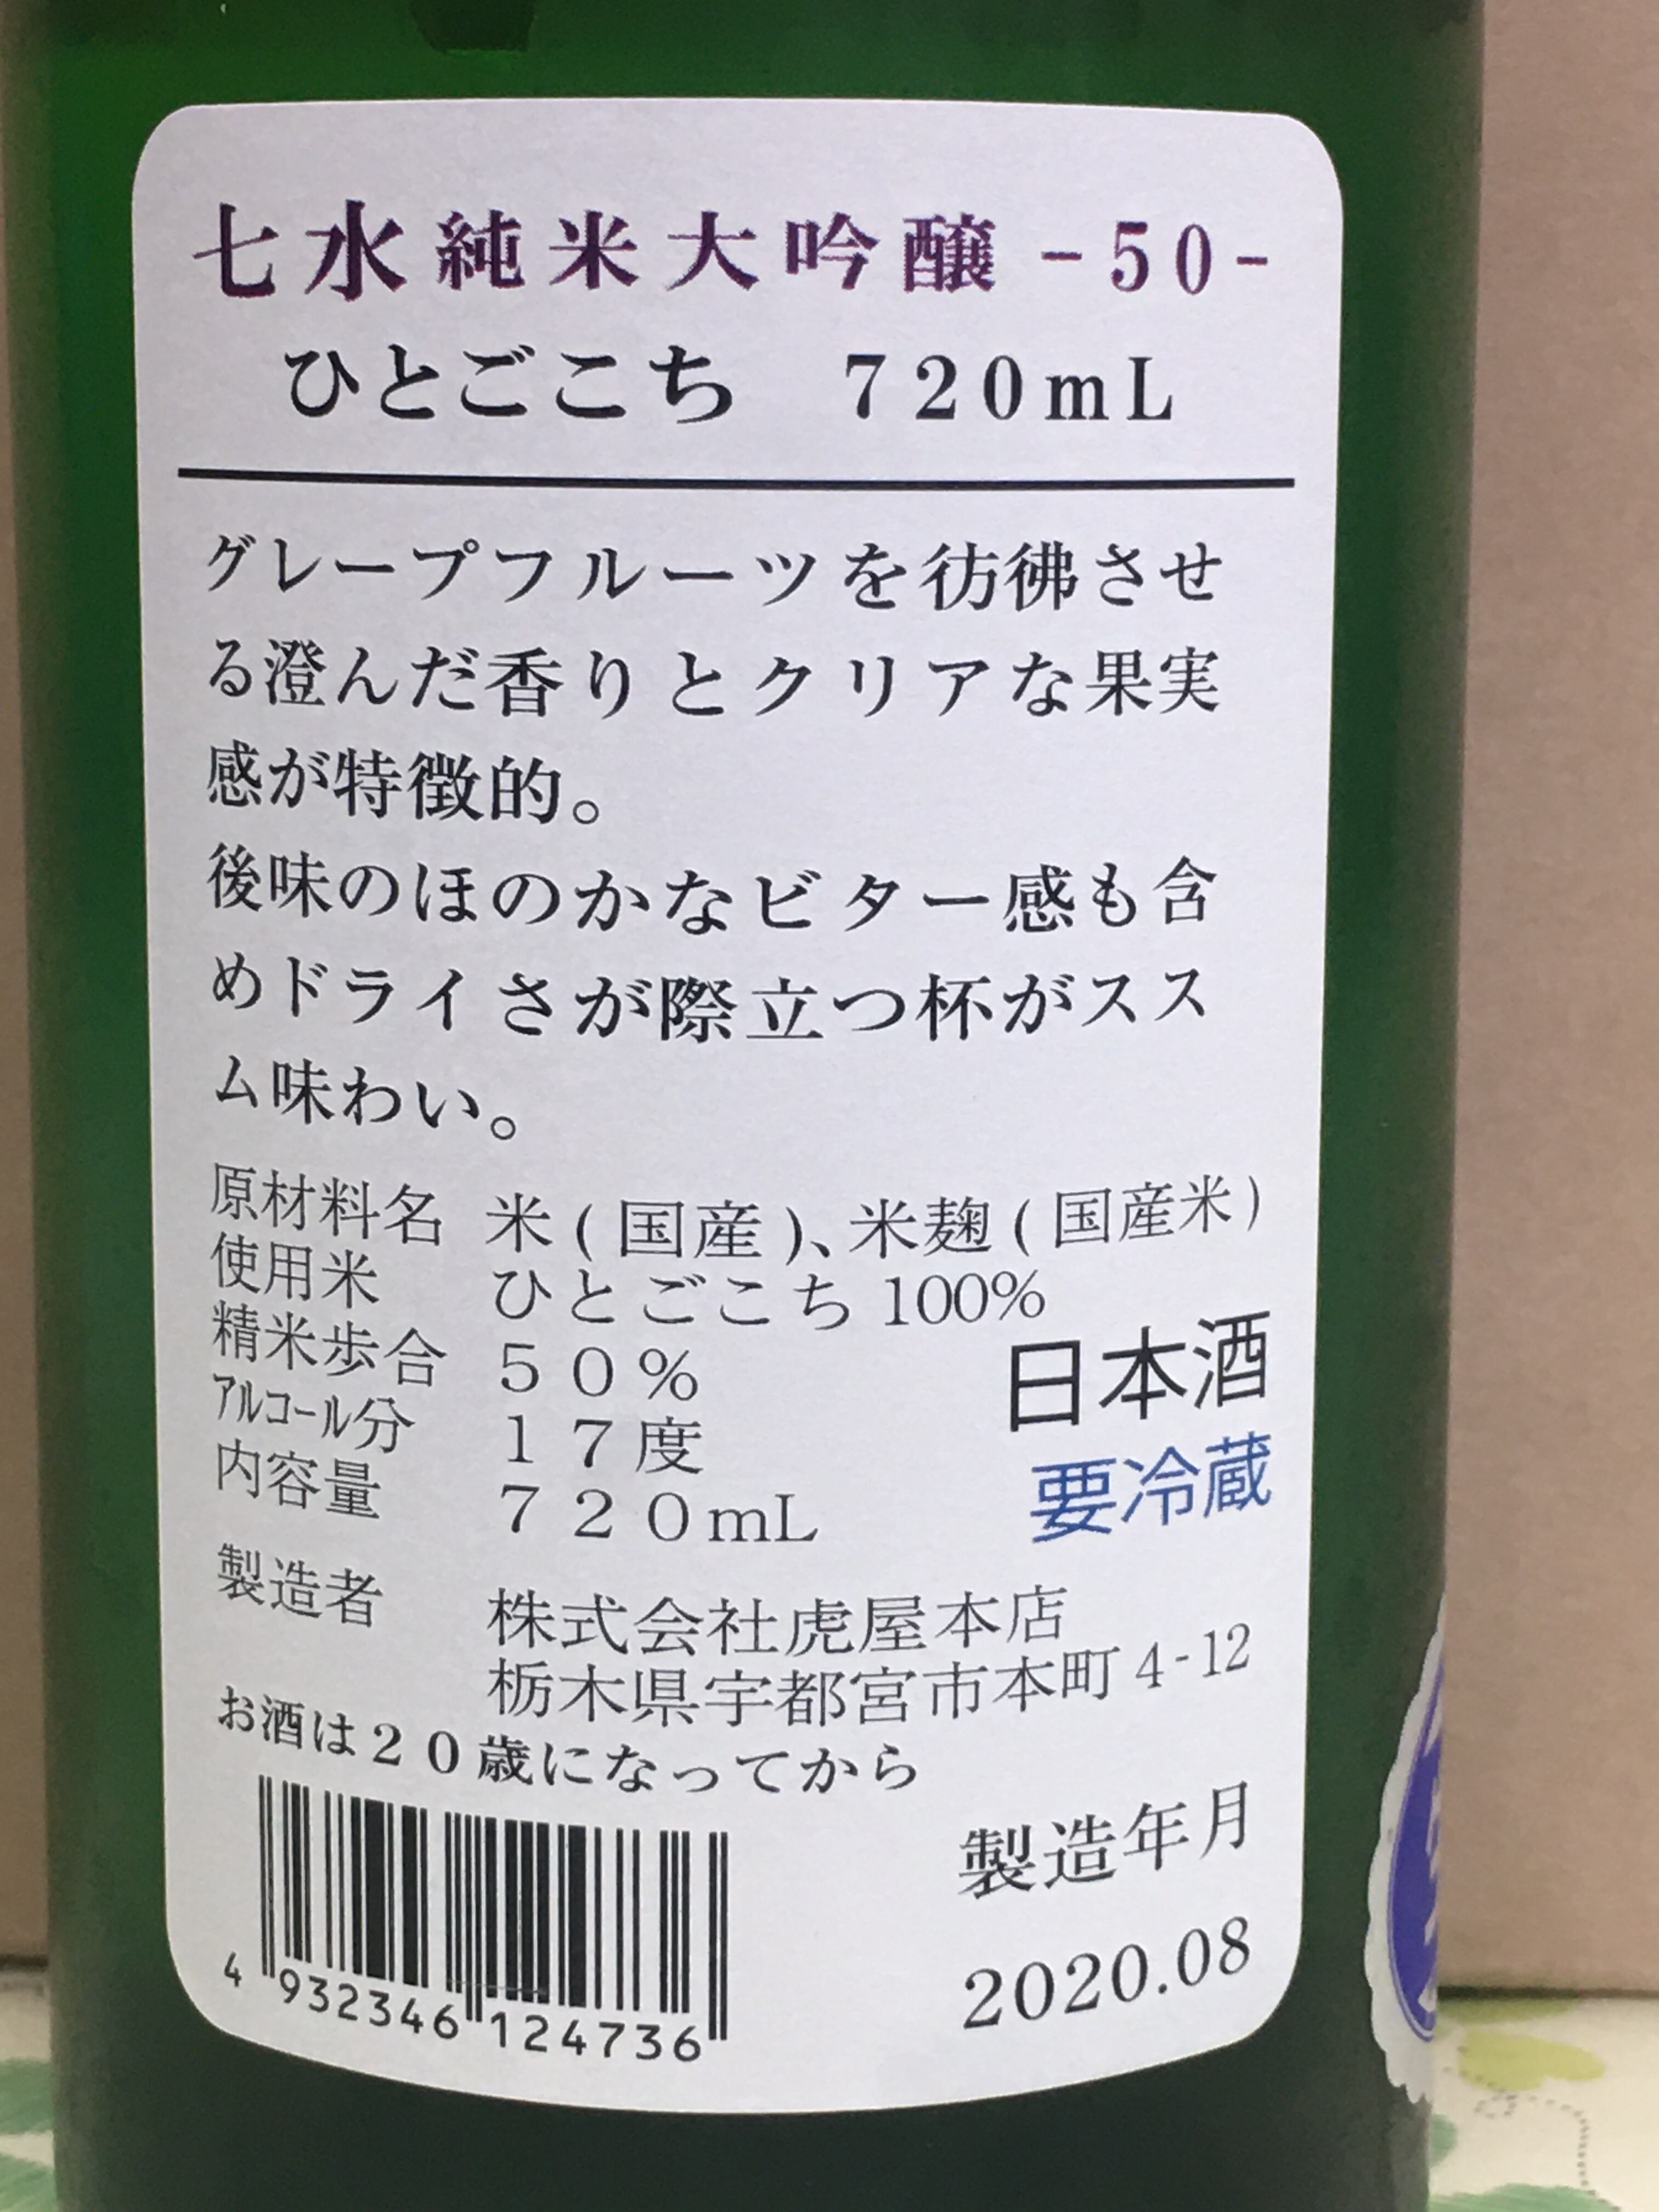 七水純米大吟醸 -50-
ひとごこち 720mL
グレープフルーツを彷彿させ
る澄んだ香りとクリアな果実
感が特徴的。
後味のほのかなビター感も含
めドライさが際立つ杯がスス
ム味わい。
原材料名 米(国産)、米麹(国産米)
使用米 ひとごこち100%
精米歩合 50%
アルコール分 17度
内容量 720mL
日本酒
要冷蔵
製造者 株式会社虎屋本店
栃木県宇都宮市本町4-12
お酒は20歳になってから
製造年月
2020.08
4 932346 124736